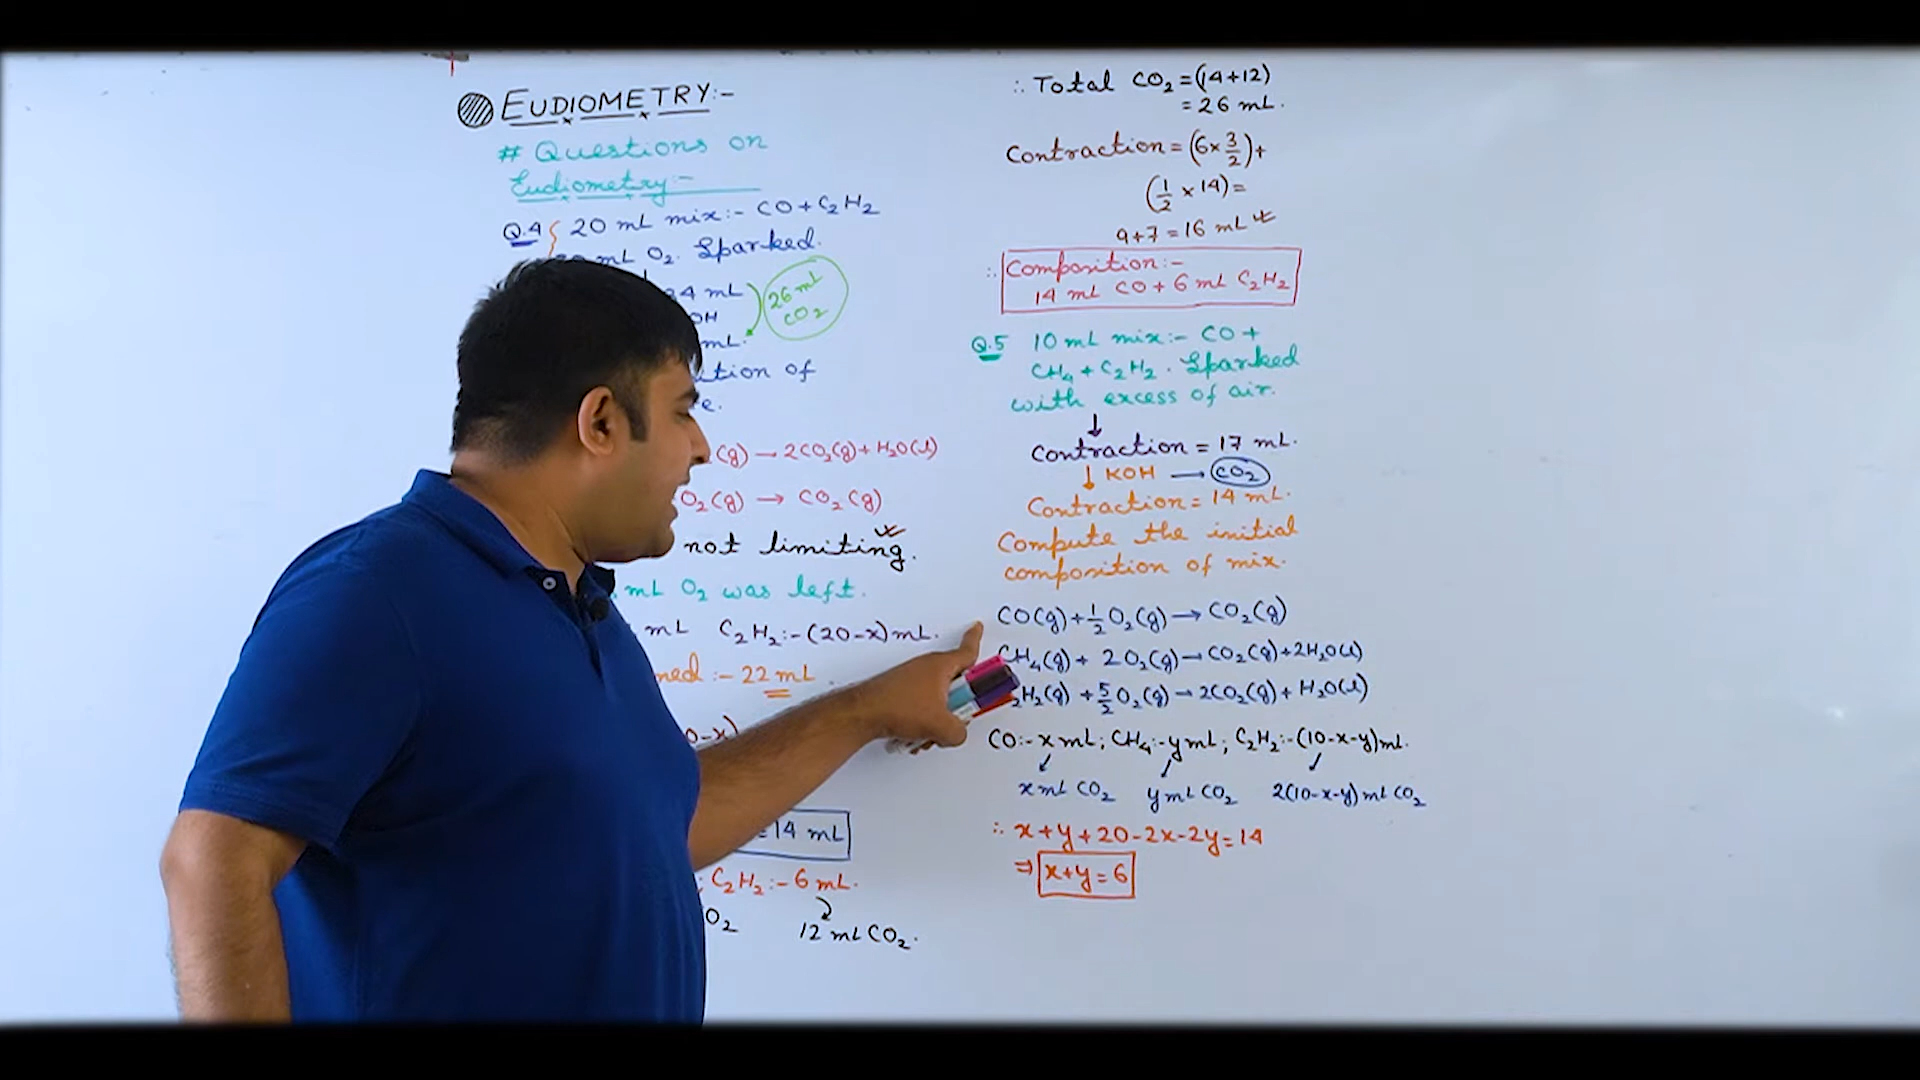 EUDIOMETRY:-
# Questions on
Eudiometry:-
Q.4 20 mL mix:- CO+C₂H₂
mL O₂. Sparked.
34 mL
26 mL
CO₂
OH
mL.
ition of
e.
(g) → 2CO₂(g)+H₂O(l)
O₂(g) → CO₂(g)
not limiting.
mL O₂ was left.
mL C₂H₂:-(20-x)mL.
med :- 22 mL
0-x)
=14 mL
; C₂H₂:- 6 mL.
O₂ 12 mL CO₂.
∴ Total CO₂ = (14+12)
= 26 mL.
Contraction = (6×3/2)+
(1/2 × 14) =
9+7 = 16 mL
∴ Composition:-
14 mL CO + 6 mL C₂H₂
Q.5 10 mL mix:- CO +
CH₄ + C₂H₂. Sparked
with excess of air.
↓
Contraction = 17 mL.
↓ KOH → CO₂
Contraction = 14 mL.
Compute the initial
composition of mix.
CO(g)+1/2 O₂(g) → CO₂(g)
CH₄(g) + 2O₂(g) → CO₂(g)+2H₂O(l)
₂H₂(g) + 5/2 O₂(g) → 2CO₂(g) + H₂O(l)
CO:- x mL; CH₄:- y mL; C₂H₂:-(10-x-y)mL.
x mL CO₂ y mL CO₂ 2(10-x-y) mL CO₂
∴ x+y+20-2x-2y=14
⇒ x+y=6